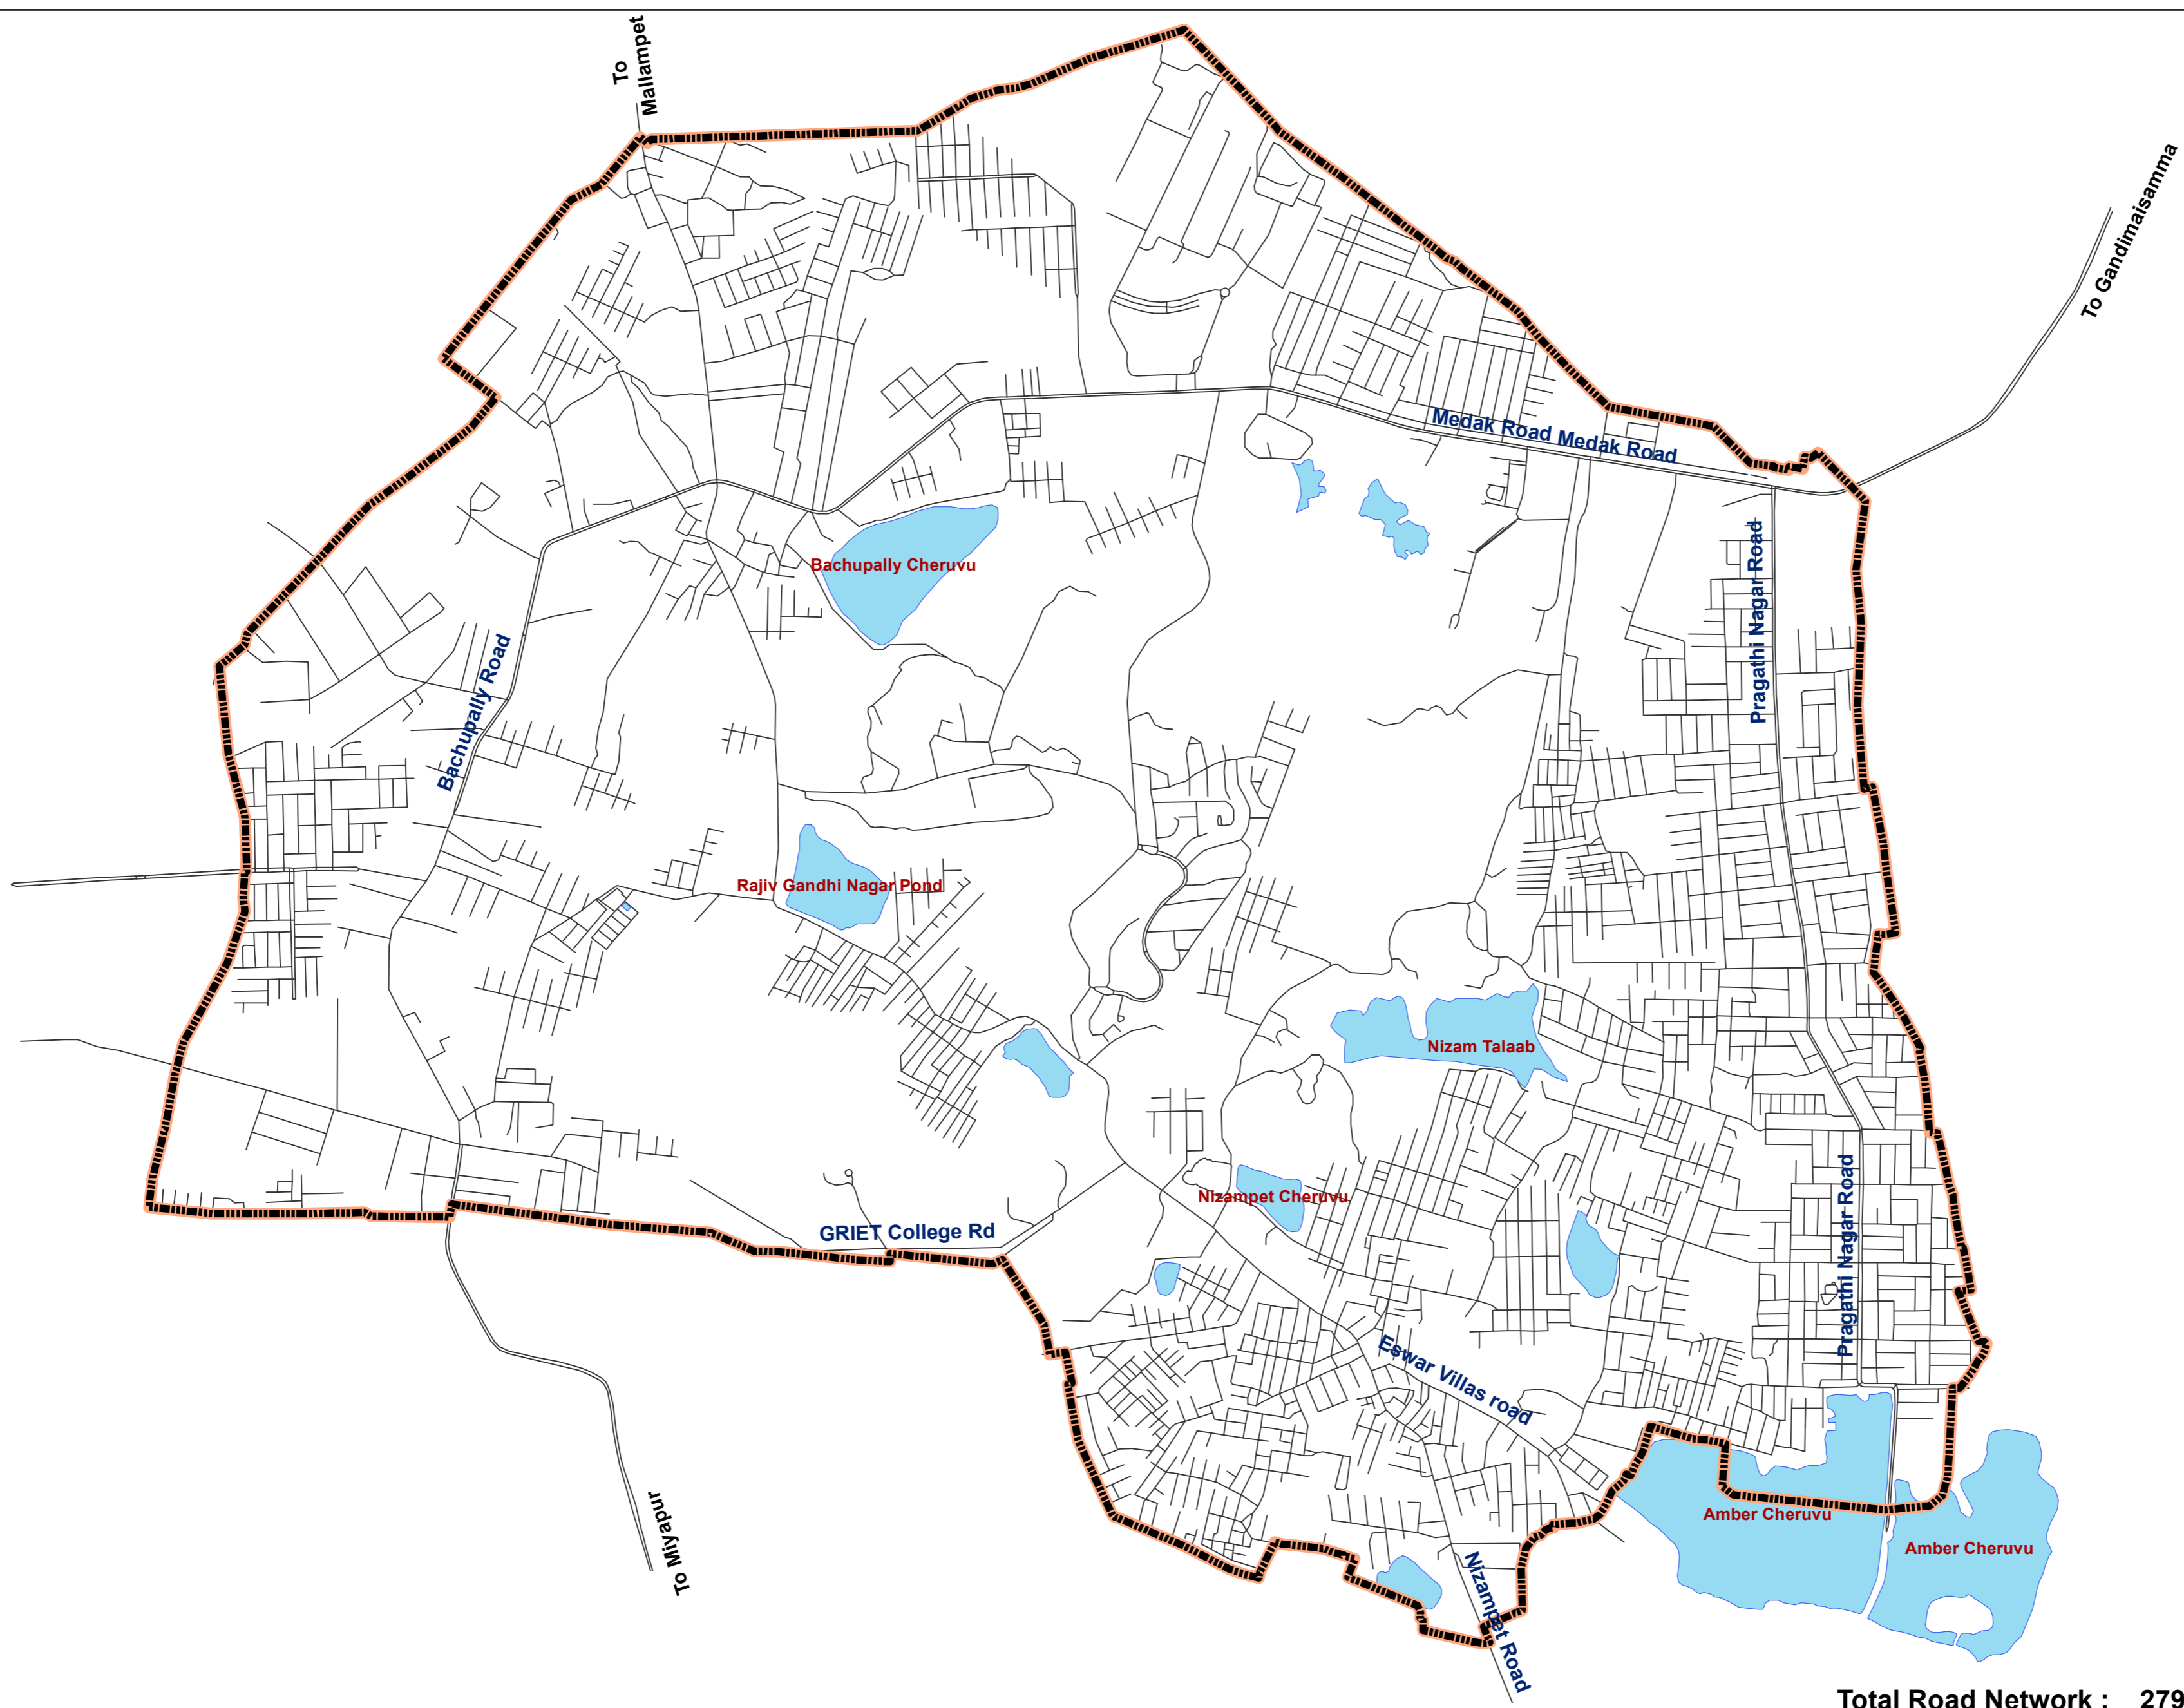 To
Mallampet
To Gandimaisamma
Medak Road Medak Road
Pragathi Nagar Road
Bachupally Cheruvu
Bachupally Road
Rajiv Gandhi Nagar Pond
Nizam Talaab
Nizampet Cheruvu
Pragathi Nagar Road
GRIET College Rd
Eswar Villas road
To Miyapur
Amber Cheruvu
Amber Cheruvu
Nizampet Road
Total Road Network : 279